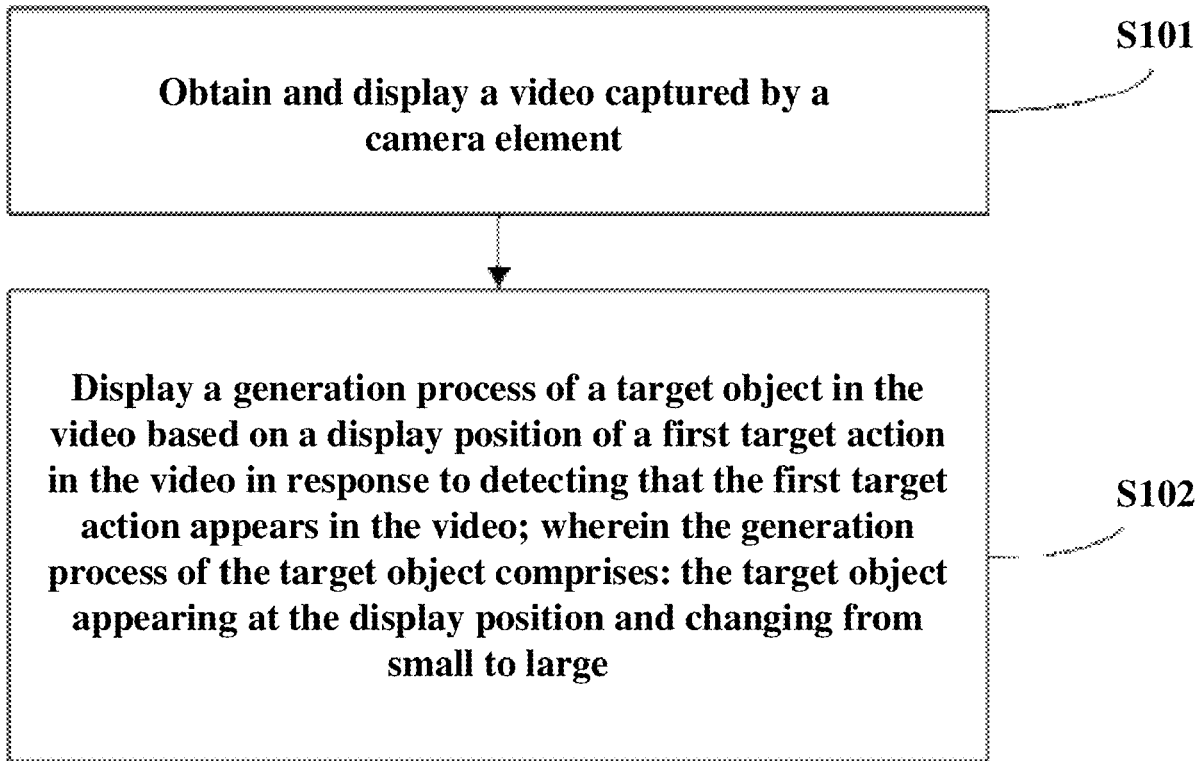 S101
Obtain and display a video captured by a
camera element
Display a generation process of a target object in the
video based on a display position of a first target action
in the video in response to detecting that the first target
action appears in the video; wherein the generation
process of the target object comprises: the target object
appearing at the display position and changing from
small to large
S102